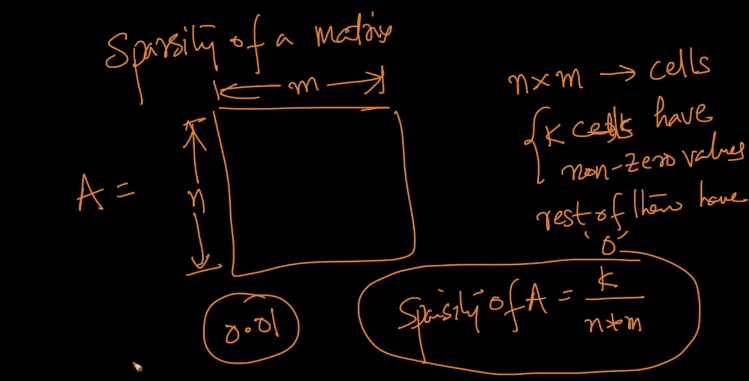 Sparsity of a matrix
m
n×m → cells
K cells have
non-zero values
rest of them have
'0'
A =
n
0.01
Sparsity of A = k / n*m